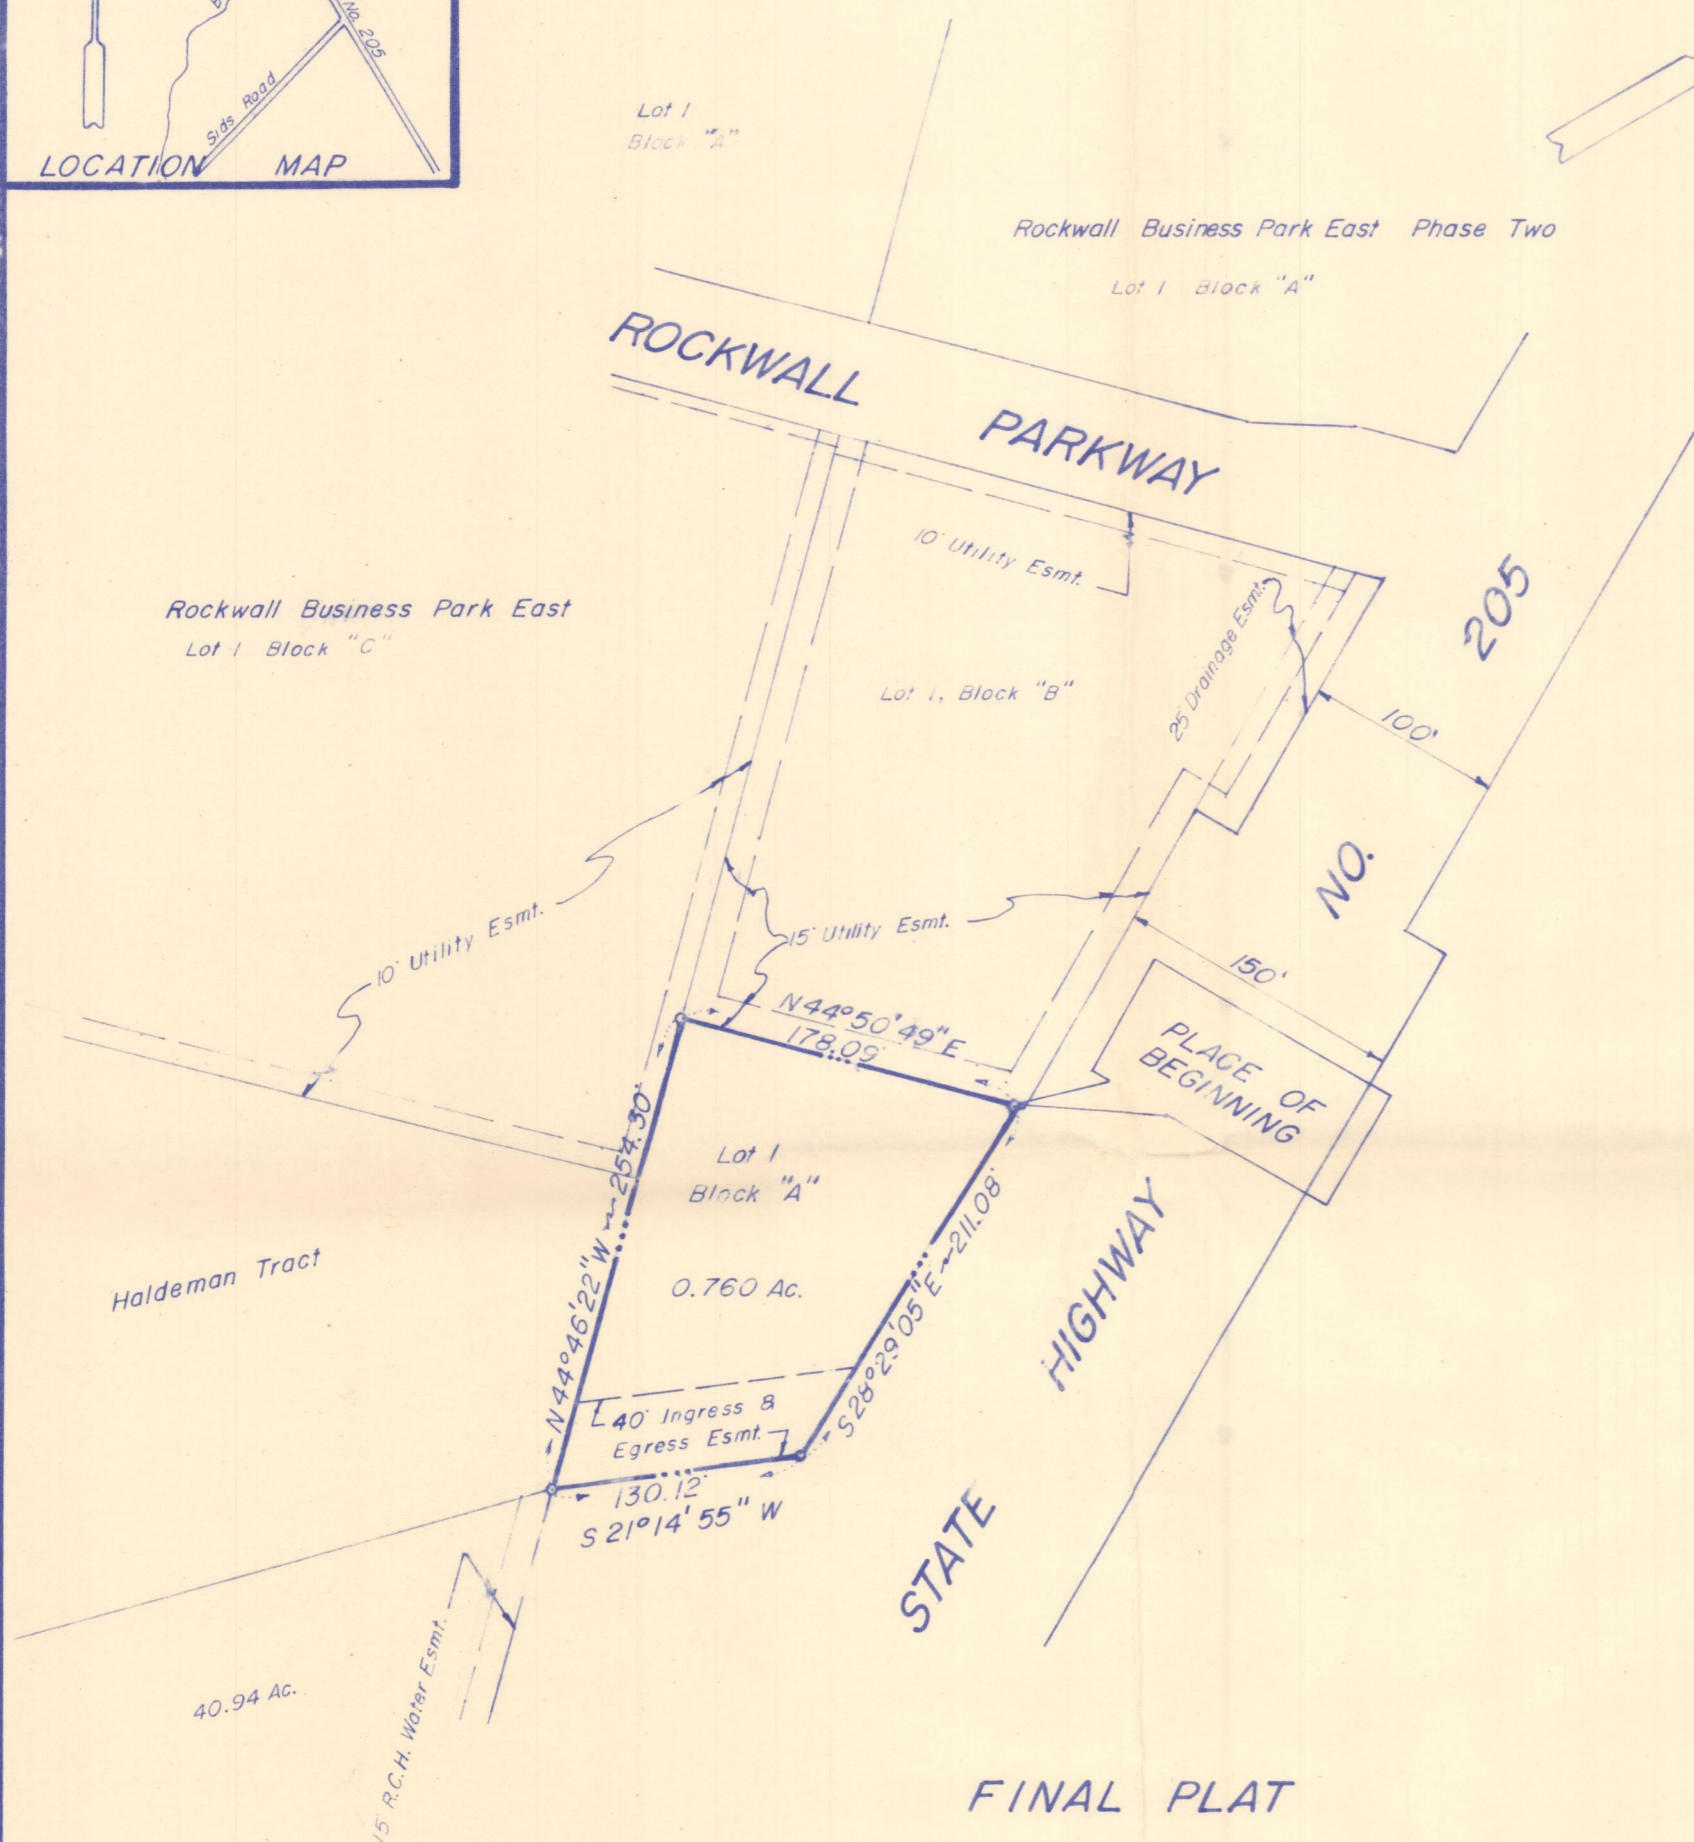 NO. 205
Sids Road
LOCATION MAP
Lot 1
Block "A"
Rockwall Business Park East Phase Two
Lot 1 Block "A"
ROCKWALL PARKWAY
10' Utility Esmt.
25' Drainage Esmt.
205
Rockwall Business Park East
Lot 1 Block "C"
Lot 1, Block "B"
100'
NO.
10' Utility Esmt.
15' Utility Esmt.
150'
N44°50'49"E
178.09'
PLACE OF
BEGINNING
N44°46'22"W ~ 254.30'
Lot 1
Block "A"
S28°29'05"E ~ 211.08'
HIGHWAY
Haldeman Tract
0.760 Ac.
40' Ingress &
Egress Esmt.
130.12'
S 21°14'55" W
STATE
15' R.C.H. Water Esmt.
40.94 Ac.
FINAL PLAT